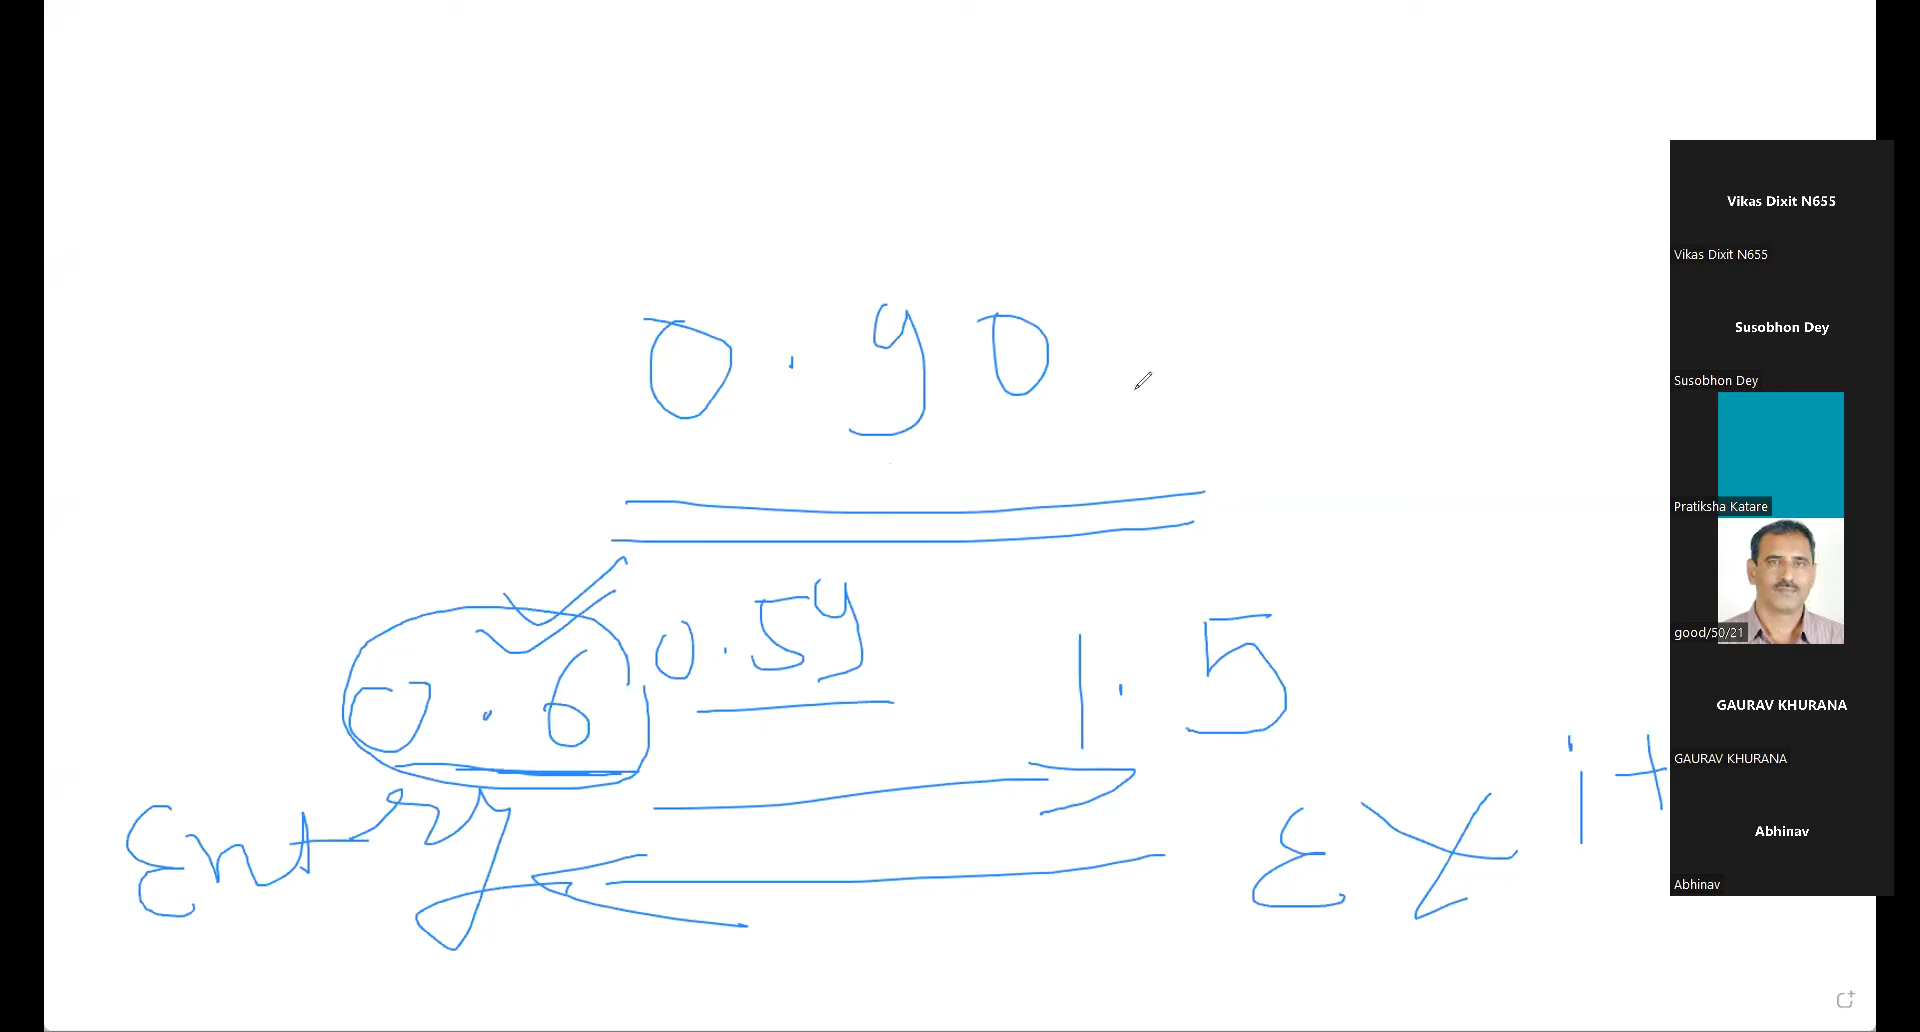 0.90
0.59
0.6
1.5
Entry
Exit
Vikas Dixit N655
Vikas Dixit N655
Susobhon Dey
Susobhon Dey
Pratiksha Katare
good/50/21
GAURAV KHURANA
GAURAV KHURANA
Abhinav
Abhinav